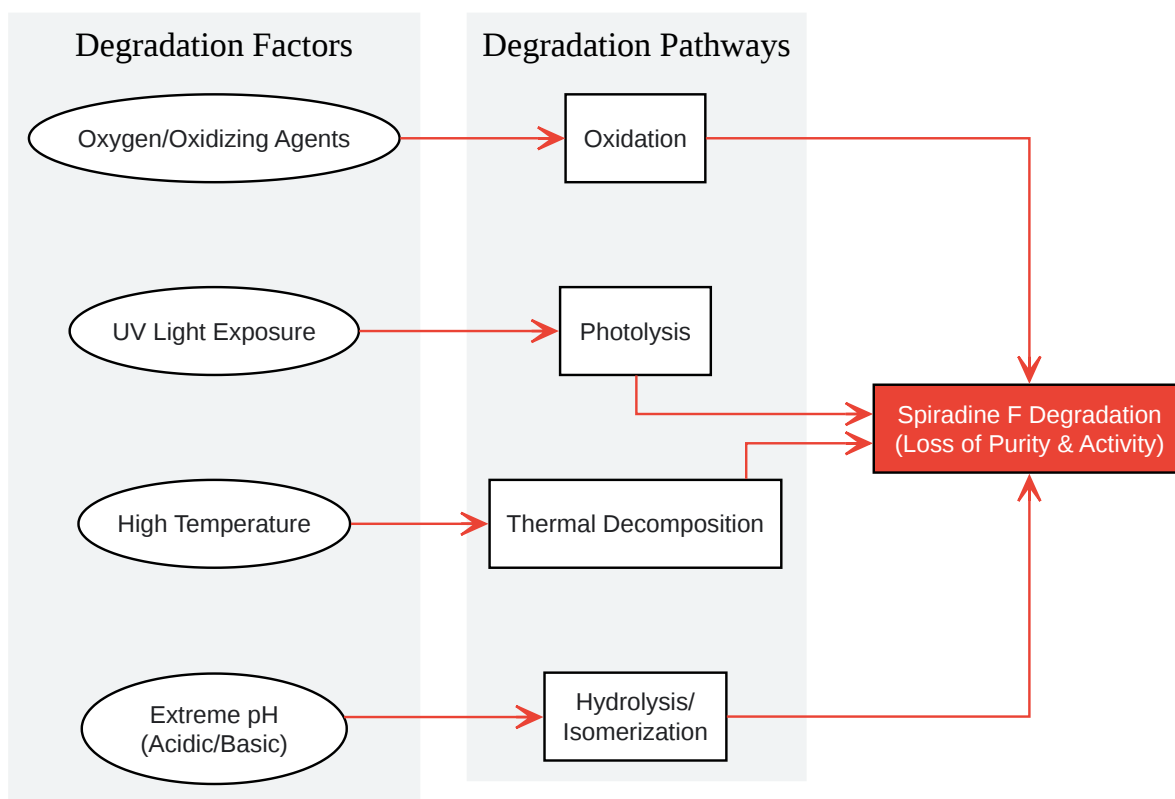 Degradation Factors
Degradation Pathways
Oxygen/Oxidizing Agents
Oxidation
UV Light Exposure
Photolysis
Spiradine F Degradation
(Loss of Purity & Activity)
High Temperature
Thermal Decomposition
Extreme pH
(Acidic/Basic)
Hydrolysis/
Isomerization